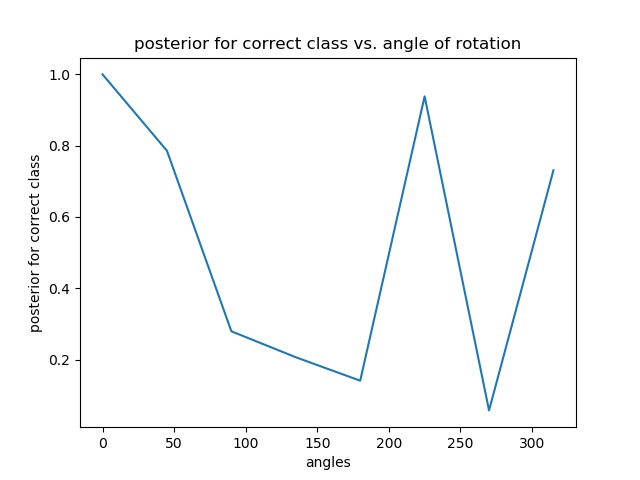 posterior for correct class vs. angle of rotation
1.0
0.8
0.6
0.4
0.2
posterior for correct class
0 50 100 150 200 250 300
angles